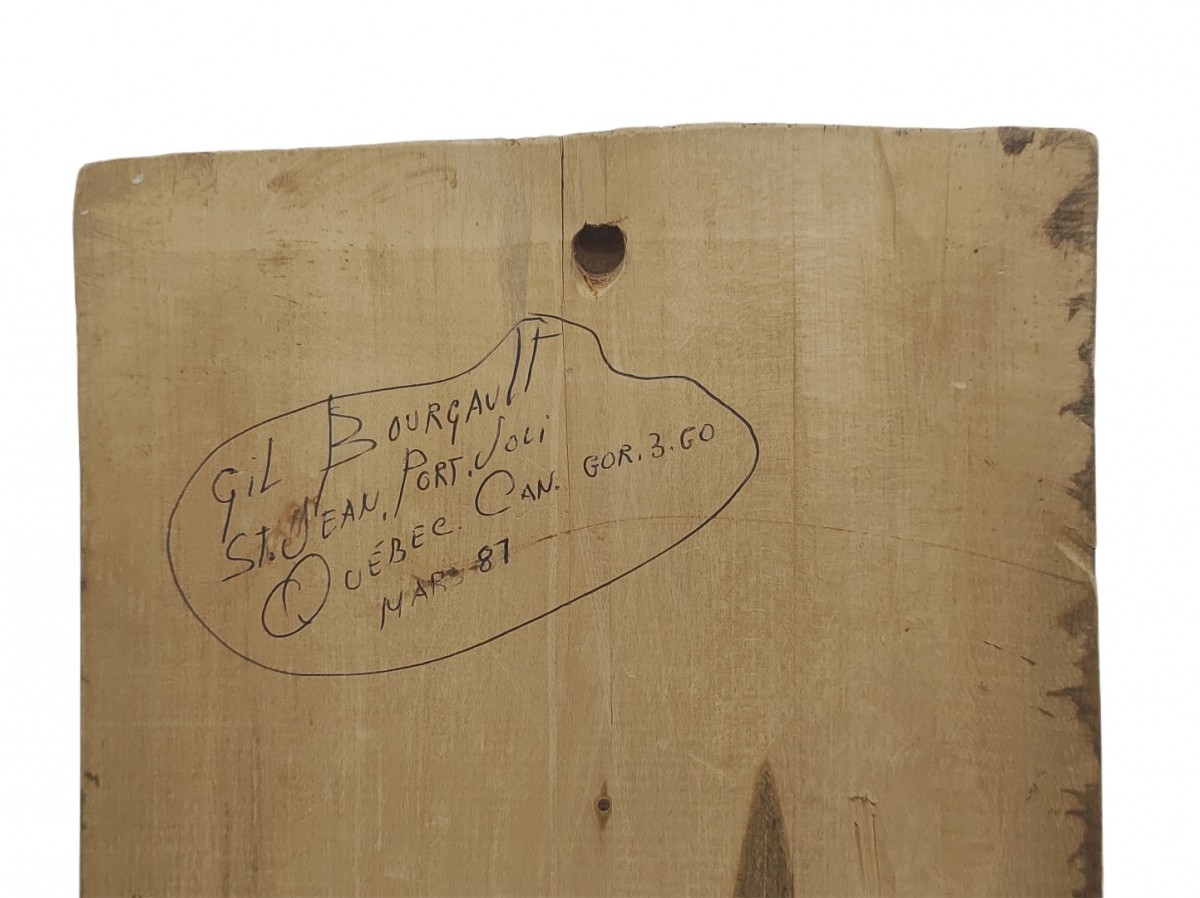 GiL BOURGAULT
St. JEAN. PORT. JOLi
QUÉBEC. CAN. GOR. 3. GO
MARS 87